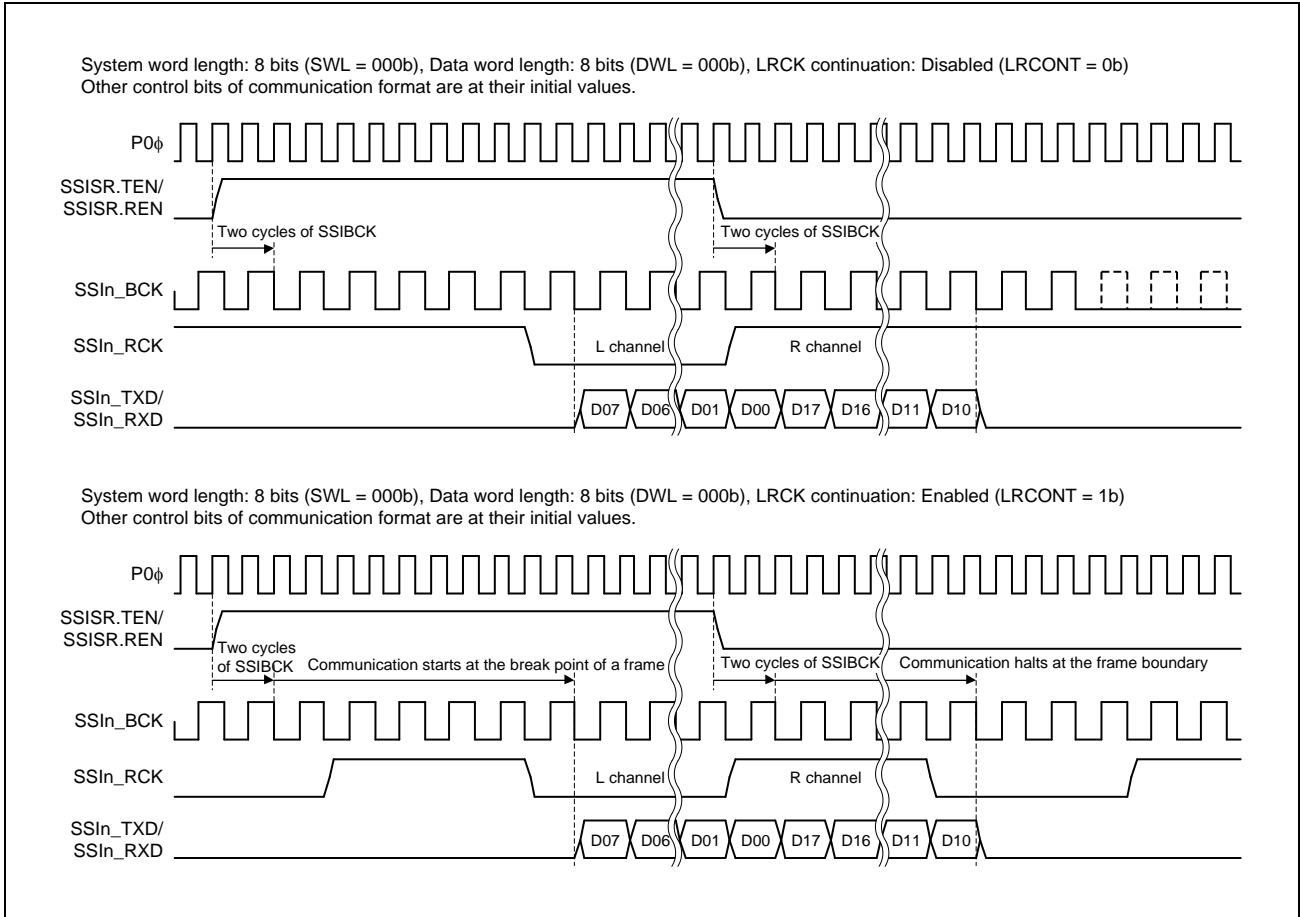 System word length: 8 bits (SWL = 000b), Data word length: 8 bits (DWL = 000b), LRCK continuation: Disabled (LRCONT = 0b)
Other control bits of communication format are at their initial values.
P0ϕ
SSISR.TEN/
SSISR.REN
Two cycles of SSIBCK
Two cycles of SSIBCK
SSIn_BCK
SSIn_RCK
L channel
R channel
SSIn_TXD/
SSIn_RXD
D07 D06 D01 D00 D17 D16 D11 D10
System word length: 8 bits (SWL = 000b), Data word length: 8 bits (DWL = 000b), LRCK continuation: Enabled (LRCONT = 1b)
Other control bits of communication format are at their initial values.
P0ϕ
SSISR.TEN/
SSISR.REN
Two cycles
of SSIBCK
Communication starts at the break point of a frame
Two cycles of SSIBCK
Communication halts at the frame boundary
SSIn_BCK
SSIn_RCK
L channel
R channel
SSIn_TXD/
SSIn_RXD
D07 D06 D01 D00 D17 D16 D11 D10